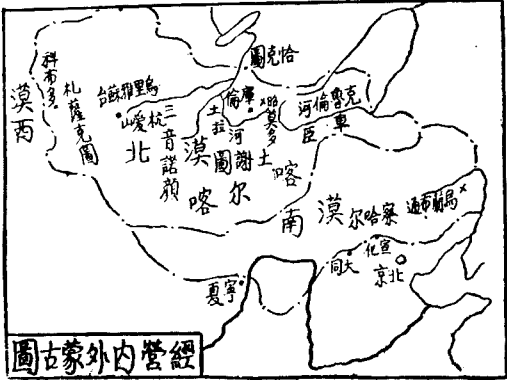 恰克圖
克魯倫河
車臣
庫倫
昭莫多
土拉河
土謝圖
喀尔喀
漠北
三音諾顏
烏里雅蘇台
杭愛山
札薩克圖
科布多
漠西
烏蘭布通
察哈尔
漠南
宣化
北京
大同
寧夏
經營內外蒙古圖